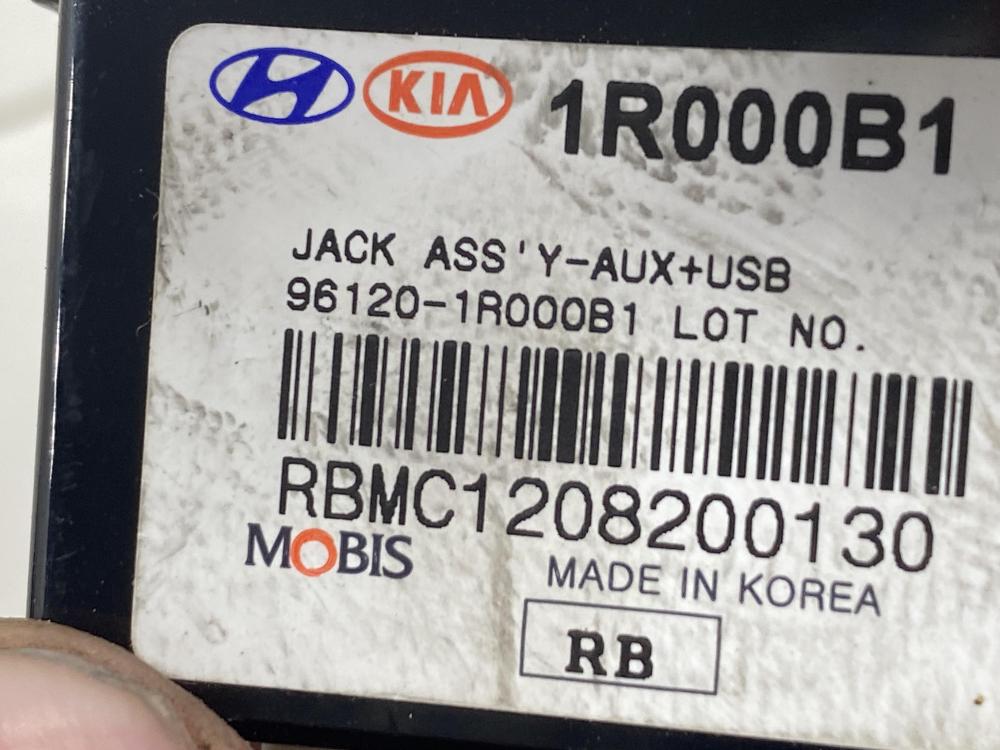 KIA 1R000B1
JACK ASS'Y-AUX+USB
96120-1R000B1 LOT NO.
RBMC1208200130
MOBIS
MADE IN KOREA
RB